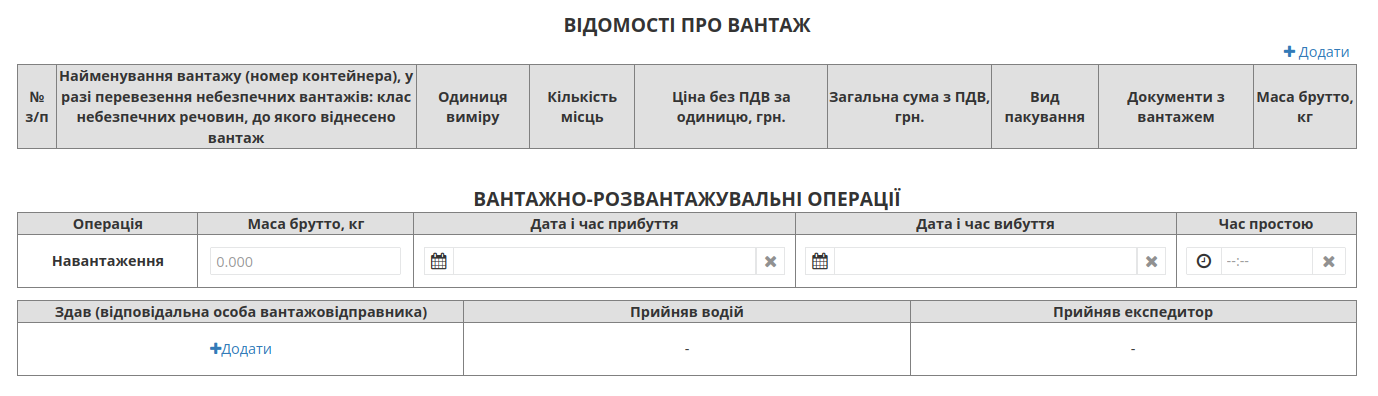 ВІДОМОСТІ ПРО ВАНТАЖ
Додати
№ з/п
Найменування вантажу (номер контейнера), у
разі перевезення небезпечних вантажів: клас
небезпечних речовин, до якого віднесено
вантаж
Одиниця
виміру
Кількість
місць
Ціна без ПДВ за
одиницю, грн.
Загальна сума з ПДВ,
грн.
Вид
пакування
Документи з
вантажем
Маса брутто,
кг
ВАНТАЖНО-РОЗВАНТАЖУВАЛЬНІ ОПЕРАЦІЇ
Операція
Маса брутто, кг
Дата і час прибуття
Дата і час вибуття
Час простою
Навантаження
0.000
--:--
Здав (відповідальна особа вантажовідправника)
Прийняв водій
Прийняв експедитор
Додати
-
-